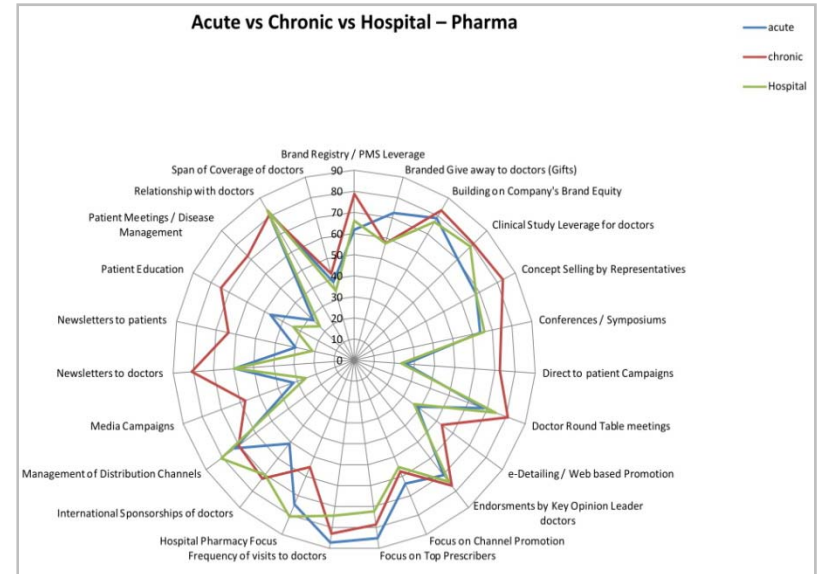 Acute vs Chronic vs Hospital – Pharma
acute
chronic
Hospital
Brand Registry / PMS Leverage
Branded Give away to doctors (Gifts)
Building on Company's Brand Equity
Clinical Study Leverage for doctors
Concept Selling by Representatives
Conferences / Symposiums
Direct to patient Campaigns
Doctor Round Table meetings
e-Detailing / Web based Promotion
Endorsments by Key Opinion Leader
doctors
Focus on Channel Promotion
Focus on Top Prescribers
Frequency of visits to doctors
Hospital Pharmacy Focus
International Sponsorships of doctors
Management of Distribution Channels
Media Campaigns
Newsletters to doctors
Newsletters to patients
Patient Education
Patient Meetings / Disease
Management
Relationship with doctors
Span of Coverage of doctors
90
80
70
60
50
40
30
20
10
0